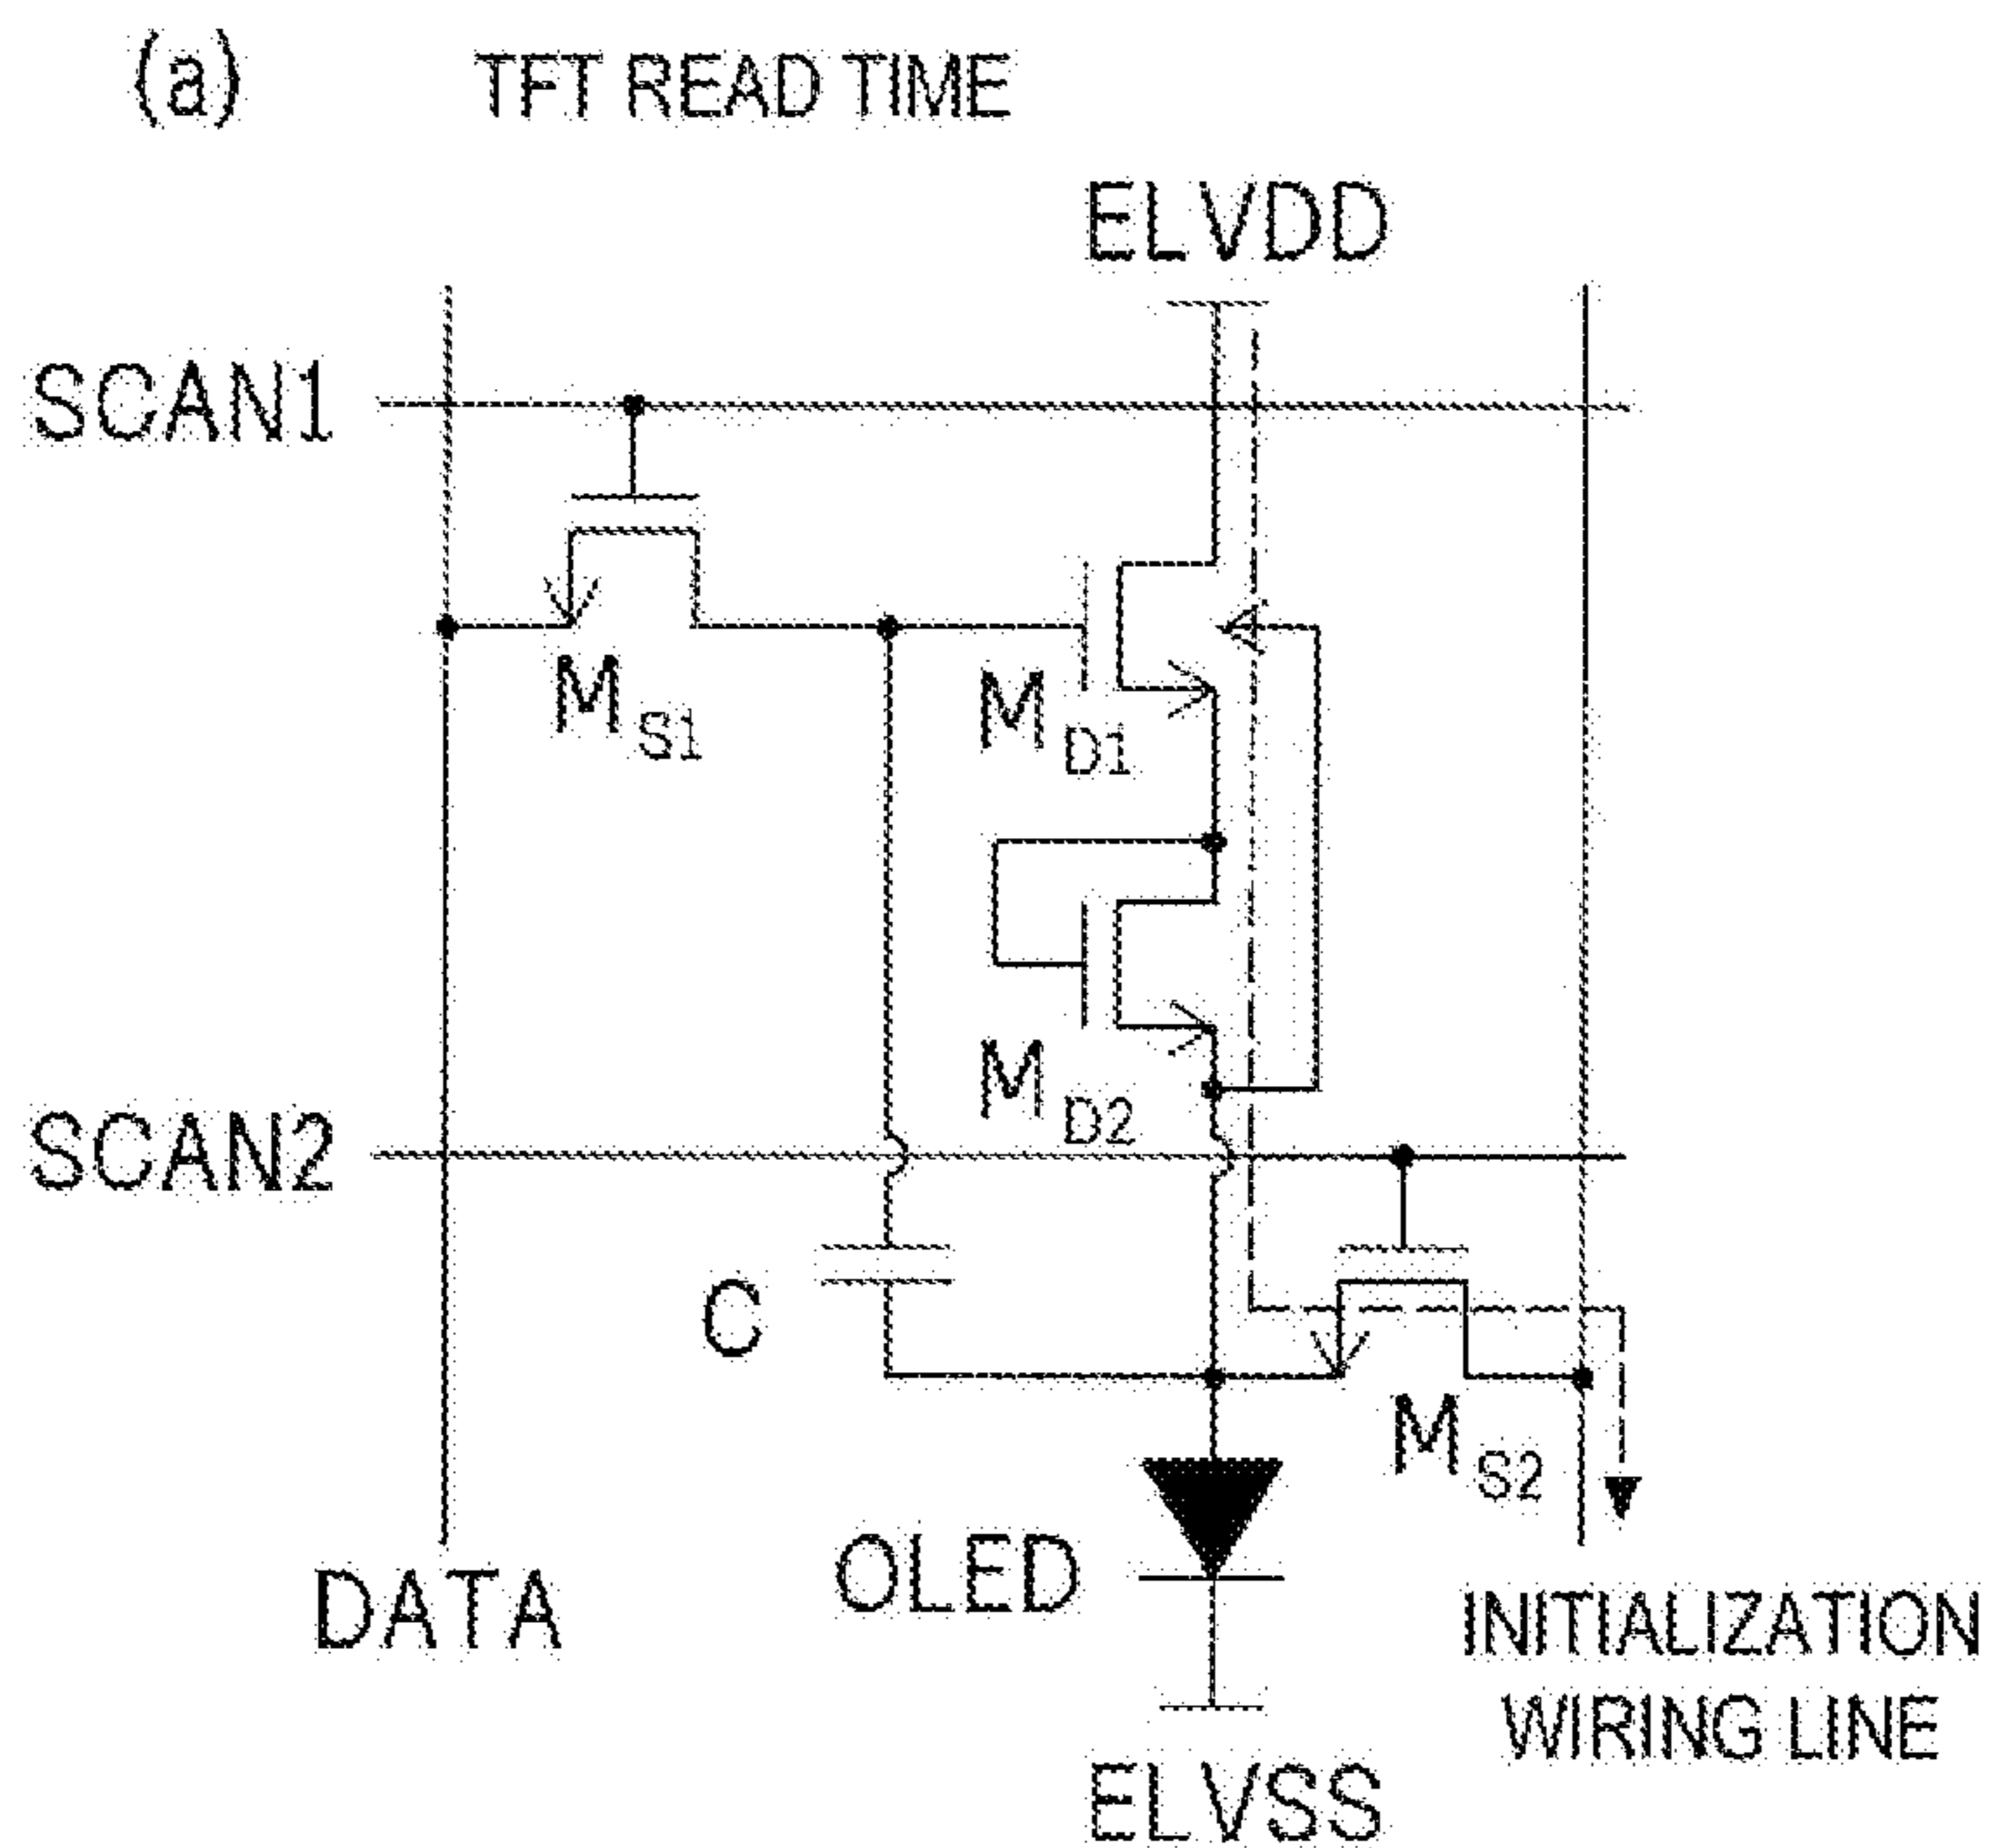 (a) TFT READ TIME
ELVDD
SCAN1
M S1
M D1
M D2
SCAN2
C
M S2
OLED
DATA
INITIALIZATION
WIRING LINE
ELVSS